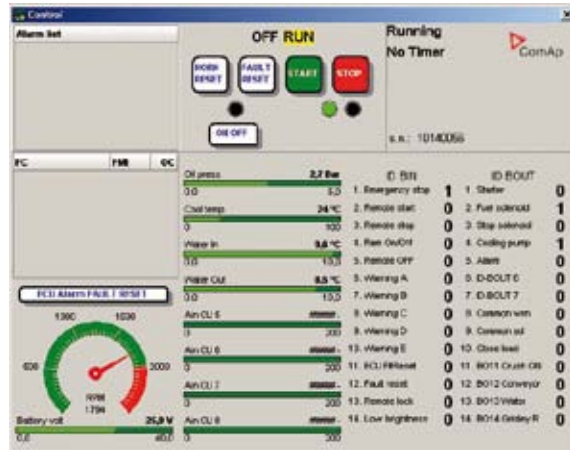 Control
Alarm list
OFF RUN
HORN RESET
FAULT RESET
START
STOP
ON OFF
Running
No Timer
ComAp
s.n.: 10140056
FC FMI OC
ECU Alarm FAULT RESET
600
1300
1030
3000
RPM
1794
Battery volt 25,9 V
0,0 40,0
Oil press 2,7 Bar
0,0 5,0
Cool temp 24 °C
0 100
Water In 9,6 °C
0,0 10,0
Water Out 8,5 °C
0,0 10,0
Ain CU 5 #####
0 200
Ain CU 6 #####
0 200
Ain CU 7 #####
0 200
Ain CU 8 #####
0 200
ID BIN
1. Emergency stop 1
2. Remote start 0
3. Remote stop 0
4. Rem On/Off 1
5. Remote OFF 0
6. Warning A 0
7. Warning B 0
8. Warning C 0
9. Warning D 0
10. Warning E 0
11. ECU FltReset 0
12. Fault reset 0
13. Remote lock 0
14. Low brightness 0
ID BOUT
1. Starter 0
2. Fuel solenoid 1
3. Stop solenoid 0
4. Cooling pump 1
5. Alarm 0
6. ID-BOUT 6 0
7. ID-BOUT 7 0
8. Common wrn 0
9. Common sd 0
10. Close load 0
11. BO11 Crush ON 0
12. BO12 Conveyor 0
13. BO13 Water 0
14. BO14 Gridley R 0